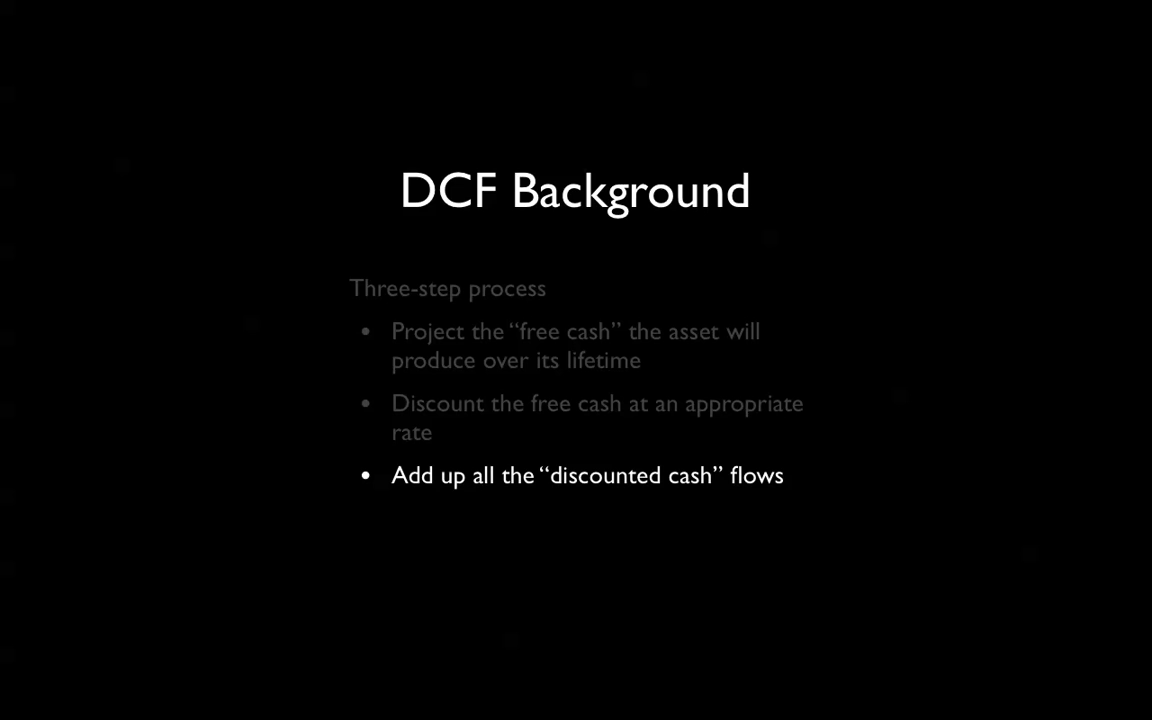 DCF Background
Three-step process
• Project the “free cash” the asset will
produce over its lifetime
• Discount the free cash at an appropriate
rate
• Add up all the “discounted cash” flows